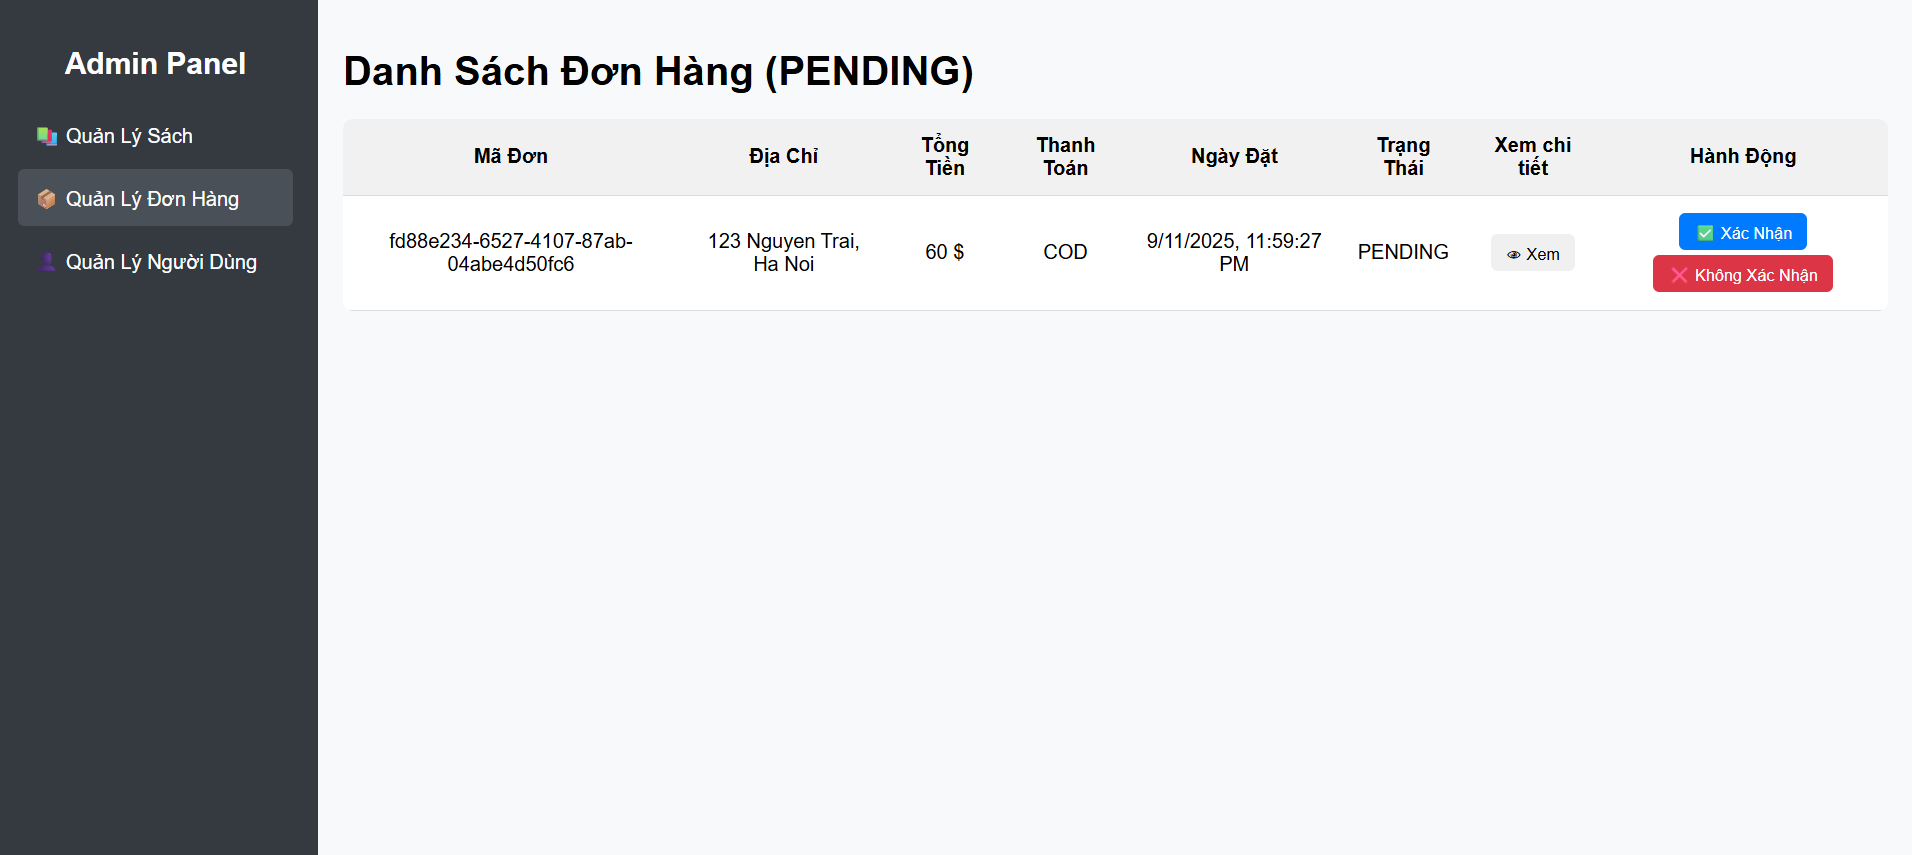 Admin Panel
Quản Lý Sách
Quản Lý Đơn Hàng
Quản Lý Người Dùng
Danh Sách Đơn Hàng (PENDING)
Mã Đơn
Địa Chỉ
Tổng
Tiền
Thanh
Toán
Ngày Đặt
Trạng
Thái
Xem chi
tiết
Hành Động
fd88e234-6527-4107-87ab-
04abe4d50fc6
123 Nguyen Trai,
Ha Noi
60 $
COD
9/11/2025, 11:59:27
PM
PENDING
Xem
Xác Nhận
Không Xác Nhận